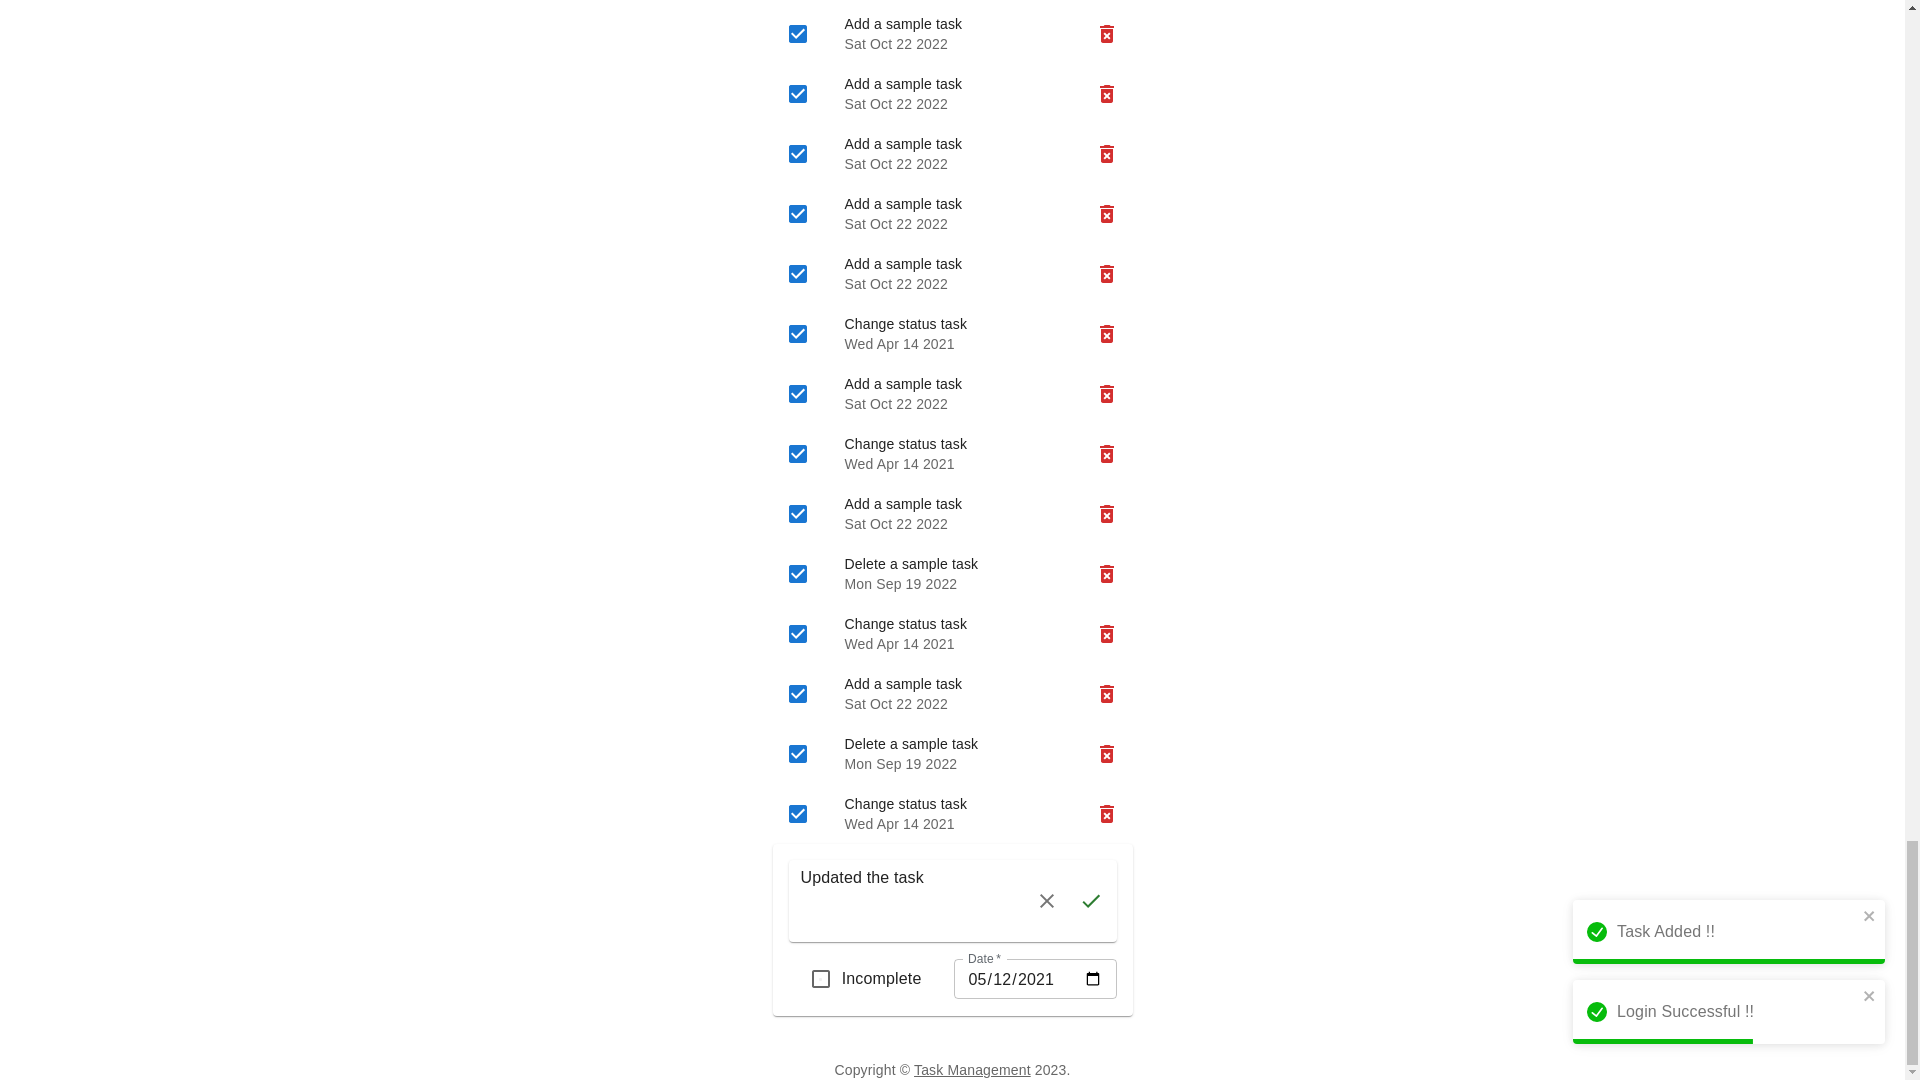 Add a sample task
Sat Oct 22 2022
Add a sample task
Sat Oct 22 2022
Add a sample task
Sat Oct 22 2022
Add a sample task
Sat Oct 22 2022
Add a sample task
Sat Oct 22 2022
Change status task
Wed Apr 14 2021
Add a sample task
Sat Oct 22 2022
Change status task
Wed Apr 14 2021
Add a sample task
Sat Oct 22 2022
Delete a sample task
Mon Sep 19 2022
Change status task
Wed Apr 14 2021
Add a sample task
Sat Oct 22 2022
Delete a sample task
Mon Sep 19 2022
Change status task
Wed Apr 14 2021
Updated the task
Incomplete
Date *
05/12/2021
Task Added !!
Login Successful !!
Copyright © Task Management 2023.